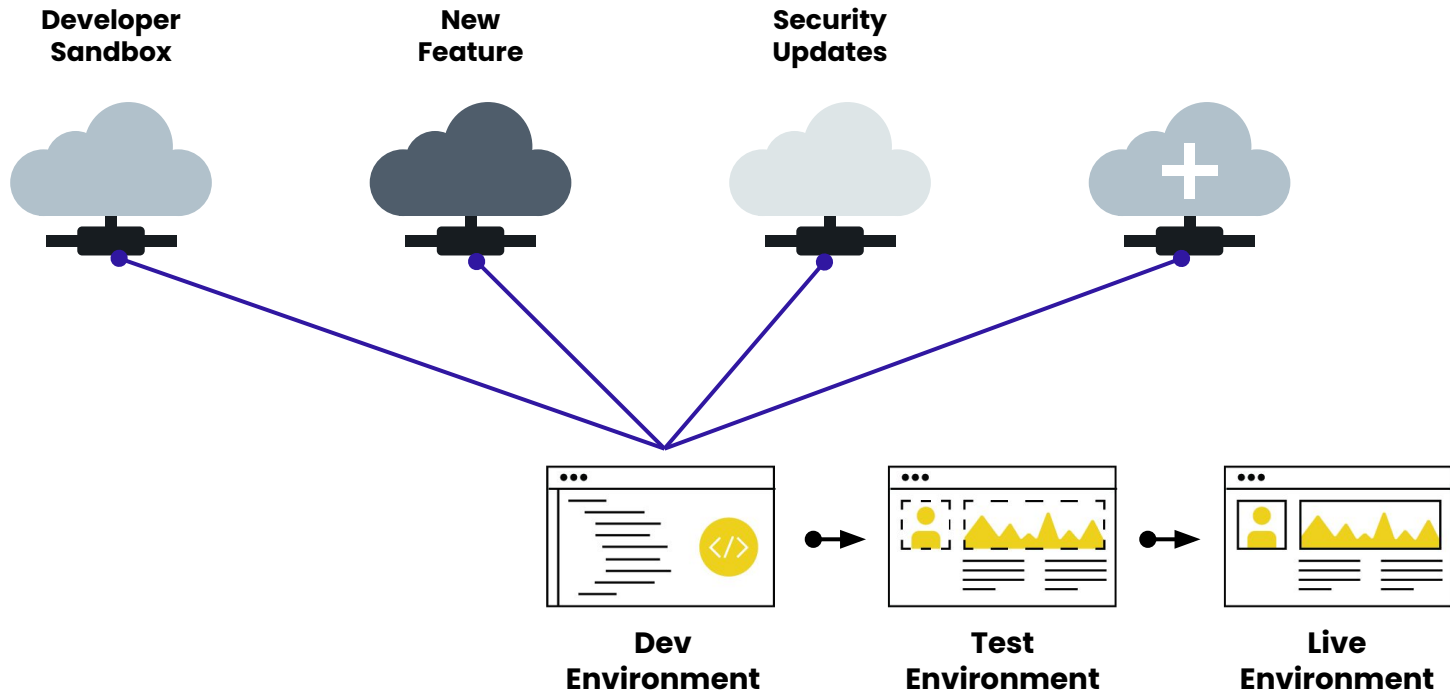 Developer
Sandbox
New
Feature
Security
Updates
</>
Dev
Environment
Test
Environment
Live
Environment